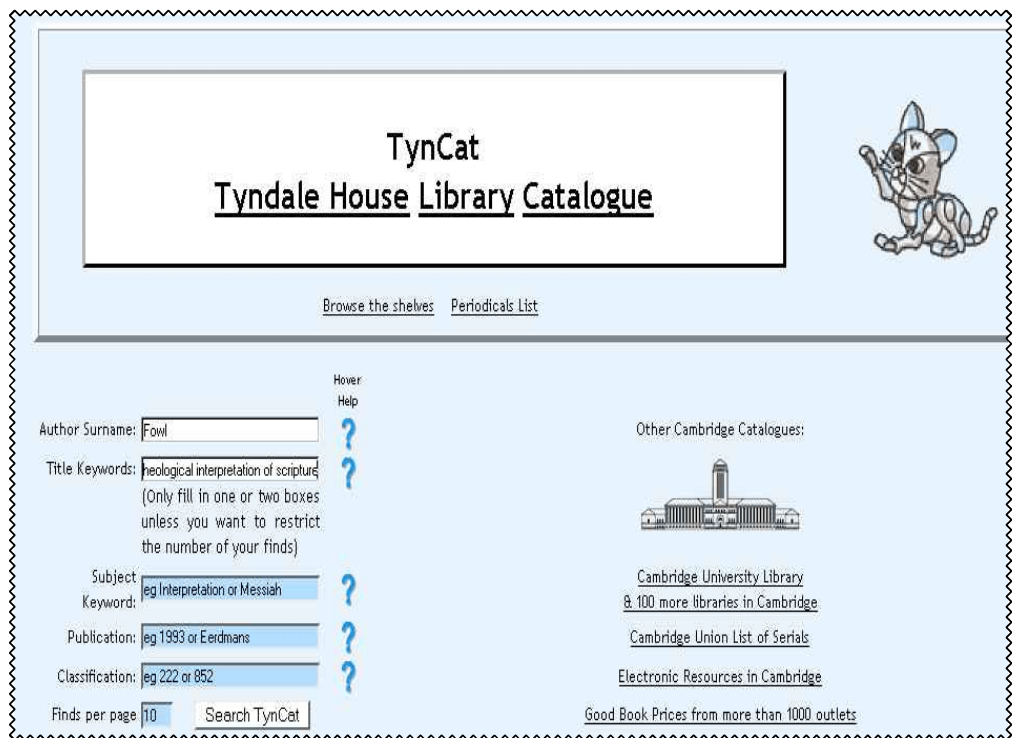 TynCat
Tyndale House Library Catalogue
Browse the shelves Periodicals List
Hover
Help
Author Surname: Fowl ?
Title Keywords: heological interpretation of scripture ?
(Only fill in one or two boxes
unless you want to restrict
the number of your finds)
Subject
Keyword: eg Interpretation or Messiah ?
Publication: eg 1993 or Eerdmans ?
Classification: eg 222 or 852 ?
Finds per page 10 Search TynCat
Other Cambridge Catalogues:
Cambridge University Library
& 100 more libraries in Cambridge
Cambridge Union List of Serials
Electronic Resources in Cambridge
Good Book Prices from more than 1000 outlets